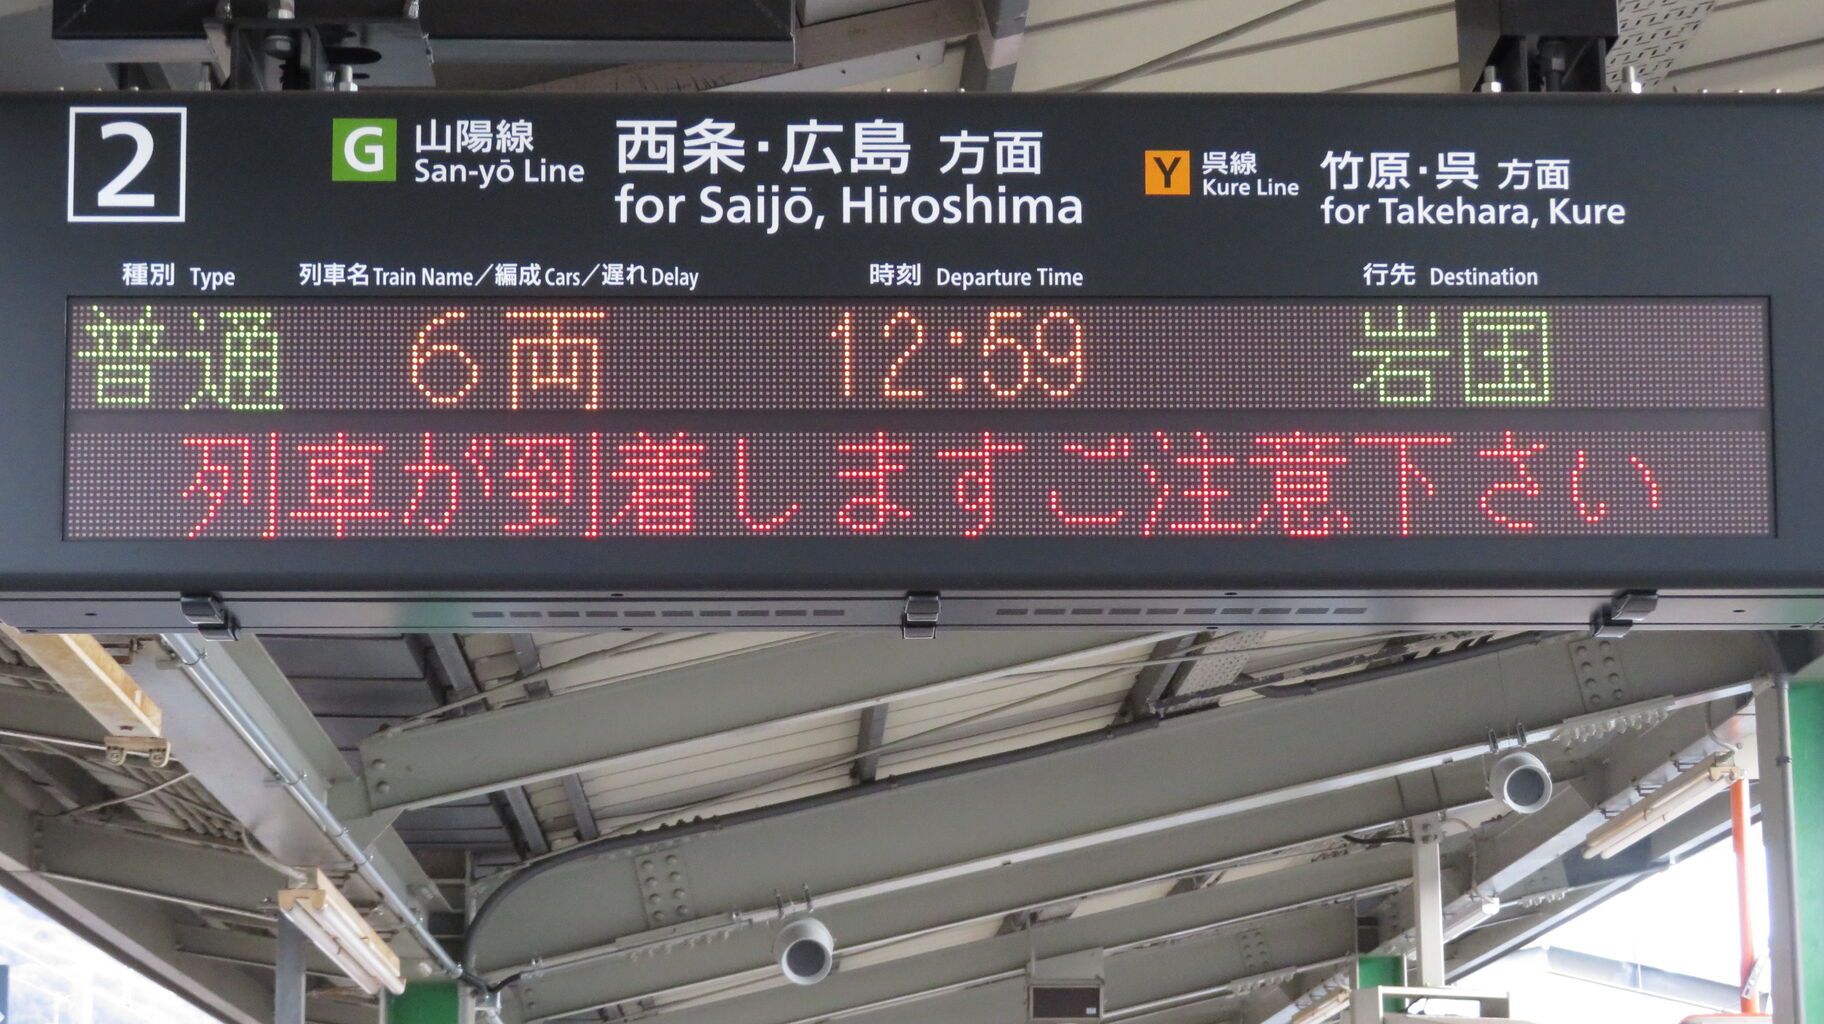 2
G 山陽線 西条・広島 方面 Y 呉線 竹原・呉 方面
San-yō Line for Saijō, Hiroshima Kure Line for Takehara, Kure
種別 Type 列車名 Train Name／編成 Cars／遅れ Delay 時刻 Departure Time 行先 Destination
普通 6両 12:59 岩国
列車が到着しますご注意下さい